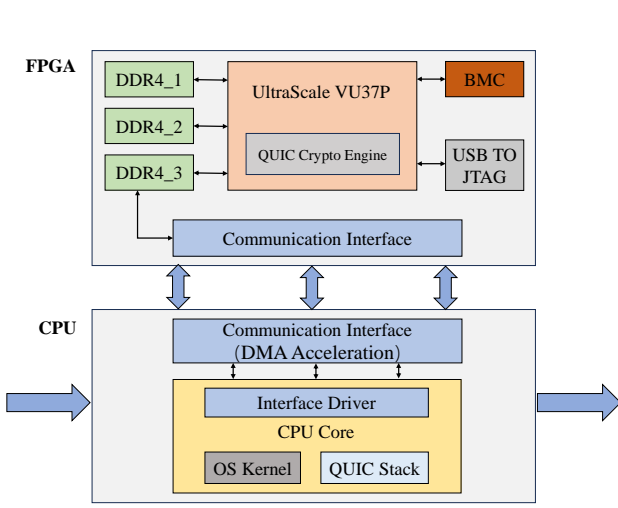 FPGA
DDR4_1
DDR4_2
DDR4_3
UltraScale VU37P
QUIC Crypto Engine
BMC
USB TO
JTAG
Communication Interface
CPU
Communication Interface
（DMA Acceleration）
Interface Driver
CPU Core
OS Kernel
QUIC Stack